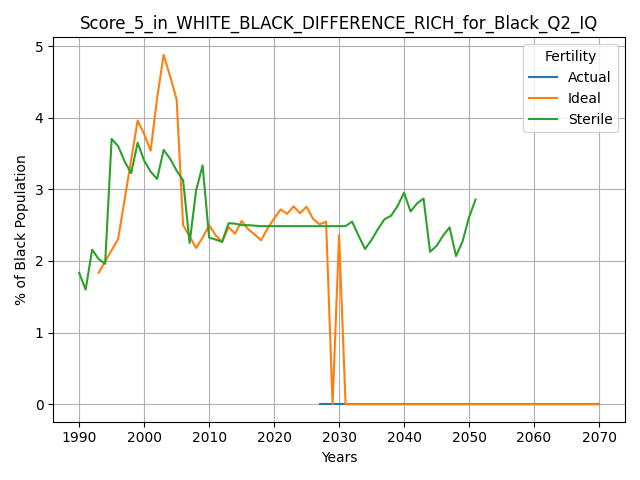 Score_5_in_WHITE_BLACK_DIFFERENCE_RICH_for_Black_Q2_IQ
Fertility
Actual
Ideal
Sterile
% of Black Population
5
4
3
2
1
0
1990 2000 2010 2020 2030 2040 2050 2060 2070
Years